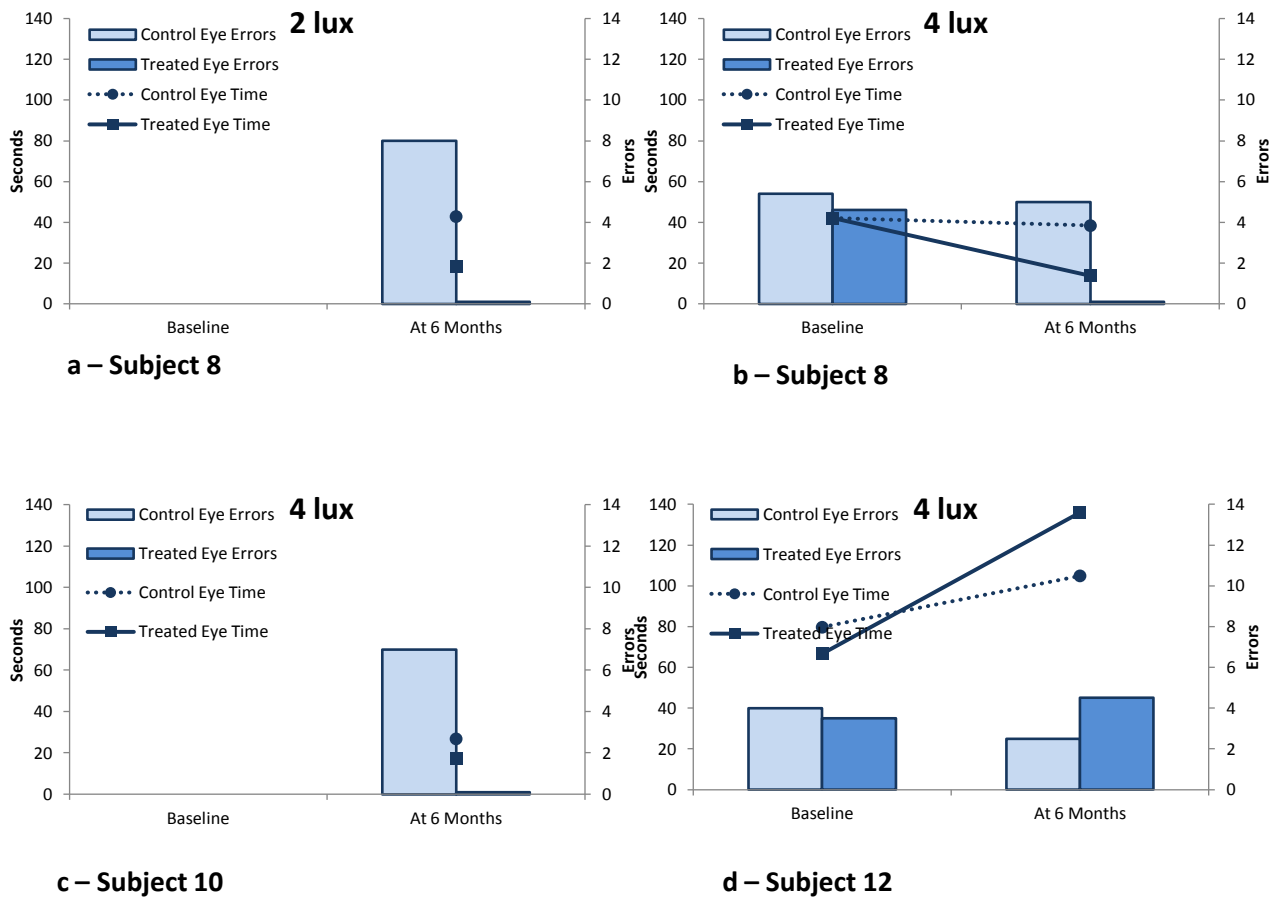 2 lux
140
120
100
80
60
40
20
0
Seconds
Control Eye Errors
Treated Eye Errors
Control Eye Time
Treated Eye Time
14
12
10
8
6
4
2
0
Errors
Baseline
At 6 Months
a – Subject 8
4 lux
140
120
100
80
60
40
20
0
Seconds
Control Eye Errors
Treated Eye Errors
Control Eye Time
Treated Eye Time
14
12
10
8
6
4
2
0
Errors
Baseline
At 6 Months
b – Subject 8
4 lux
140
120
100
80
60
40
20
0
Seconds
Control Eye Errors
Treated Eye Errors
Control Eye Time
Treated Eye Time
14
12
10
8
6
4
2
0
Errors
Baseline
At 6 Months
c – Subject 10
4 lux
140
120
100
80
60
40
20
0
Seconds
Control Eye Errors
Treated Eye Errors
Control Eye Time
Treated Eye Time
14
12
10
8
6
4
2
0
Errors
Baseline
At 6 Months
d – Subject 12